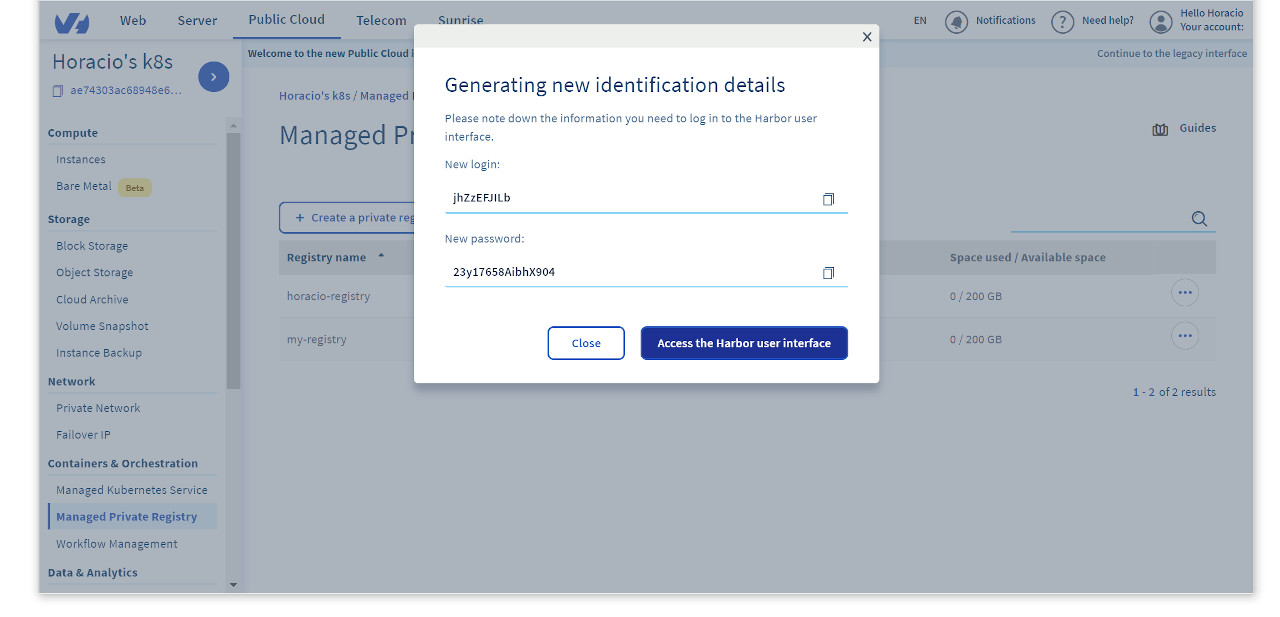 Web Server Public Cloud Telecom Sunrise
EN Notifications Need help? Hello Horacio
Your account:
Horacio's k8s
ae74303ac68948e6...
Welcome to the new Public Cloud
Continue to the legacy interface
Compute
Instances
Bare Metal Beta
Storage
Block Storage
Object Storage
Cloud Archive
Volume Snapshot
Instance Backup
Network
Private Network
Failover IP
Containers & Orchestration
Managed Kubernetes Service
Managed Private Registry
Workflow Management
Data & Analytics
Horacio's k8s / Managed
Managed Pr
Guides
+ Create a private reg
Registry name
Space used / Available space
horacio-registry
0 / 200 GB
my-registry
0 / 200 GB
1 - 2 of 2 results
Generating new identification details
Please note down the information you need to log in to the Harbor user
interface.
New login:
jhZzEFJILb
New password:
23y17658AibhX904
Close
Access the Harbor user interface